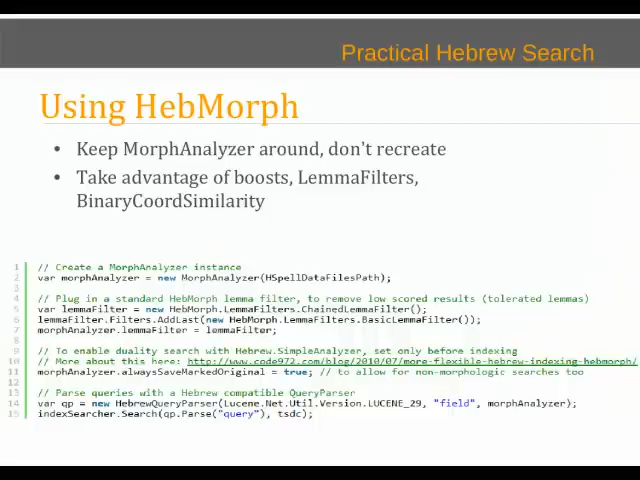 Practical Hebrew Search
Using HebMorph
• Keep MorphAnalyzer around, don't recreate
• Take advantage of boosts, LemmaFilters,
BinaryCoordSimilarity
1 // Create a MorphAnalyzer instance
2 var morphAnalyzer = new MorphAnalyzer(HSpellDataFilesPath);
3
4 // Plug in a standard HebMorph lemma filter, to remove low scored results (tolerated lemmas)
5 var lemmaFilter = new HebMorph.LemmaFilters.ChainedLemmaFilter();
6 lemmaFilter.Filters.AddLast(new HebMorph.LemmaFilters.BasicLemmaFilter());
7 morphAnalyzer.lemmaFilter = lemmaFilter;
8
9 // To enable duality search with Hebrew.SimpleAnalyzer, set only before indexing
10 // More about this here: http://www.code972.com/blog/2010/07/more-flexible-hebrew-indexing-hebmorph/
11 morphAnalyzer.alwaysSaveMarkedOriginal = true; // to allow for non-morphologic searches too
12
13 // Parse queries with a Hebrew compatible QueryParser
14 var qp = new HebrewQueryParser(Lucene.Net.Util.Version.LUCENE_29, "field", morphAnalyzer);
15 indexSearcher.Search(qp.Parse("query"), tsdc);